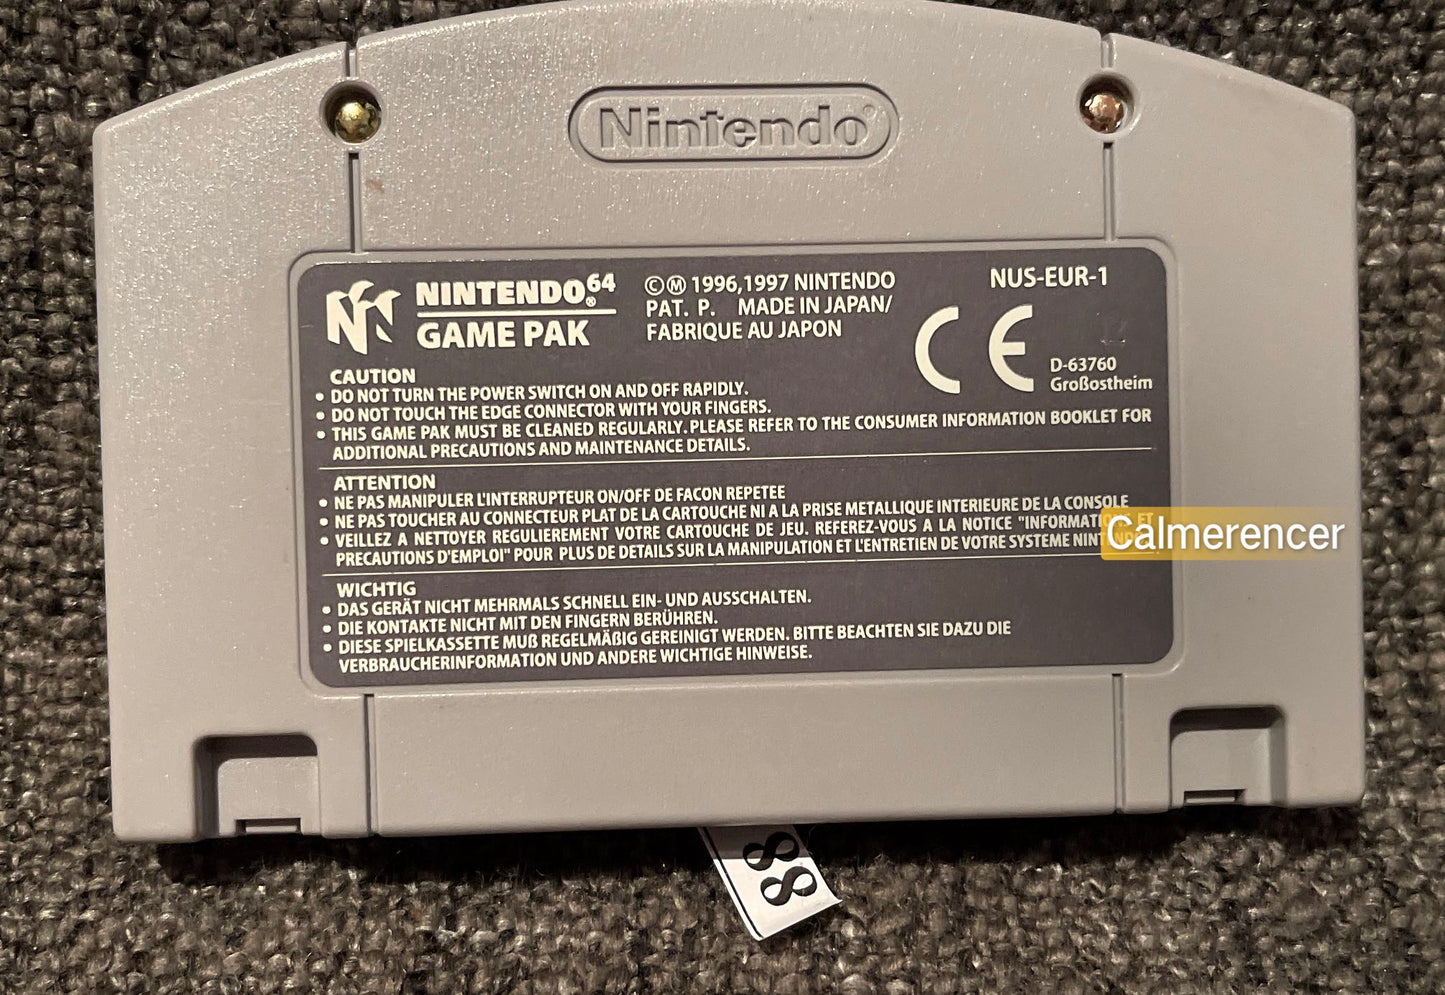 Nintendo®
NINTENDO64®
GAME PAK
©Ⓜ 1996,1997 NINTENDO
PAT. P. MADE IN JAPAN/
FABRIQUE AU JAPON
NUS-EUR-1
CE
D-63760
Großostheim
CAUTION
• DO NOT TURN THE POWER SWITCH ON AND OFF RAPIDLY.
• DO NOT TOUCH THE EDGE CONNECTOR WITH YOUR FINGERS.
• THIS GAME PAK MUST BE CLEANED REGULARLY. PLEASE REFER TO THE CONSUMER INFORMATION BOOKLET FOR
ADDITIONAL PRECAUTIONS AND MAINTENANCE DETAILS.
ATTENTION
• NE PAS MANIPULER L'INTERRUPTEUR ON/OFF DE FACON REPETEE
• NE PAS TOUCHER AU CONNECTEUR PLAT DE LA CARTOUCHE NI A LA PRISE METALLIQUE INTERIEURE DE LA CONSOLE
• VEILLEZ A NETTOYER REGULIEREMENT VOTRE CARTOUCHE DE JEU. REFEREZ-VOUS A LA NOTICE
PRECAUTIONS D'EMPLOI" POUR PLUS DE DETAILS SUR LA MANIPULATION ET L'ENTRETIEN DE VOTRE SYSTEME
Calmerencer
WICHTIG
• DAS GERÄT NICHT MEHRMALS SCHNELL EIN- UND AUSSCHALTEN.
• DIE KONTAKTE NICHT MIT DEN FINGERN BERÜHREN.
• DIESE SPIELKASSETTE MUß REGELMÄßIG GEREINIGT WERDEN. BITTE BEACHTEN SIE DAZU DIE
VERBRAUCHERINFORMATION UND ANDERE WICHTIGE HINWEISE.
88